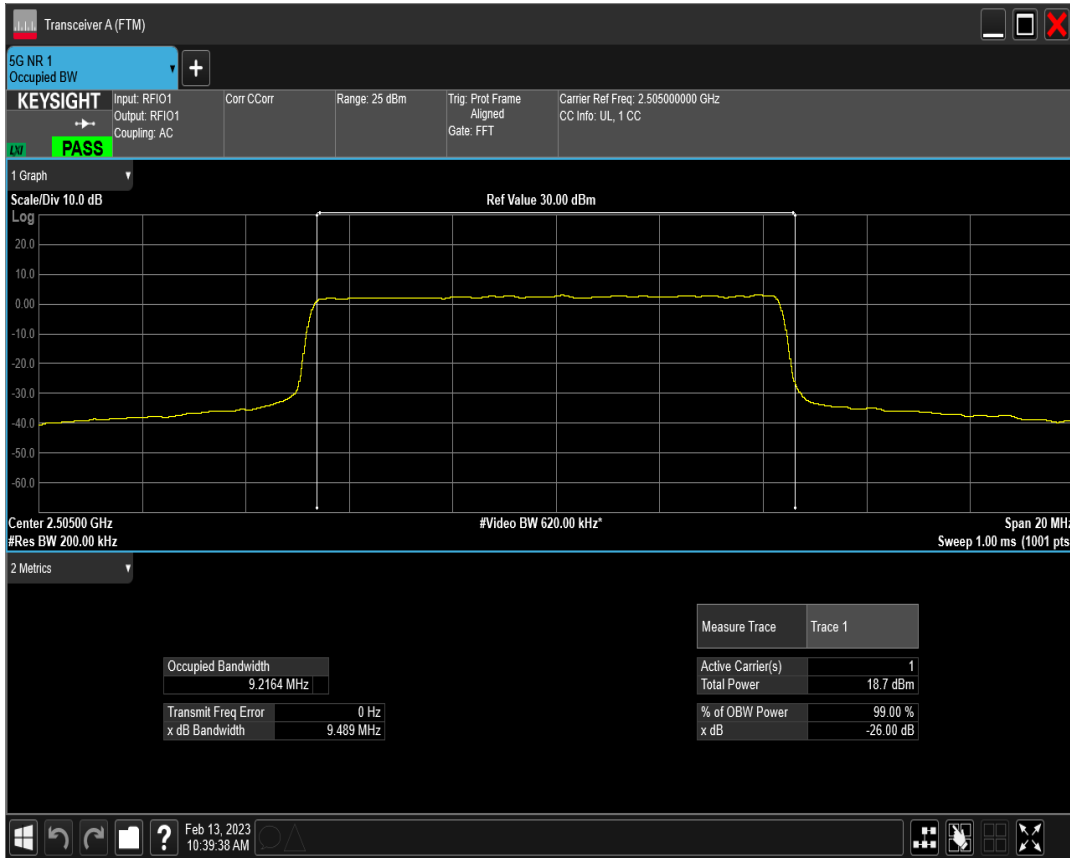 Transceiver A (FTM)
5G NR 1
Occupied BW
+
KEYSIGHT
LXI
PASS
Input: RFIO1
Output: RFIO1
Coupling: AC
Corr CCorr
Range: 25 dBm
Trig: Prot Frame
Aligned
Gate: FFT
Carrier Ref Freq: 2.505000000 GHz
CC Info: UL, 1 CC
1 Graph
Scale/Div 10.0 dB
Ref Value 30.00 dBm
Log
20.0
10.0
0.00
-10.0
-20.0
-30.0
-40.0
-50.0
-60.0
Center 2.50500 GHz
#Video BW 620.00 kHz*
Span 20 MHz
#Res BW 200.00 kHz
Sweep 1.00 ms (1001 pts
2 Metrics
Measure Trace Trace 1
Occupied Bandwidth
9.2164 MHz
Active Carrier(s) 1
Total Power 18.7 dBm
Transmit Freq Error 0 Hz
x dB Bandwidth 9.489 MHz
% of OBW Power 99.00 %
x dB -26.00 dB
?
Feb 13, 2023
10:39:38 AM